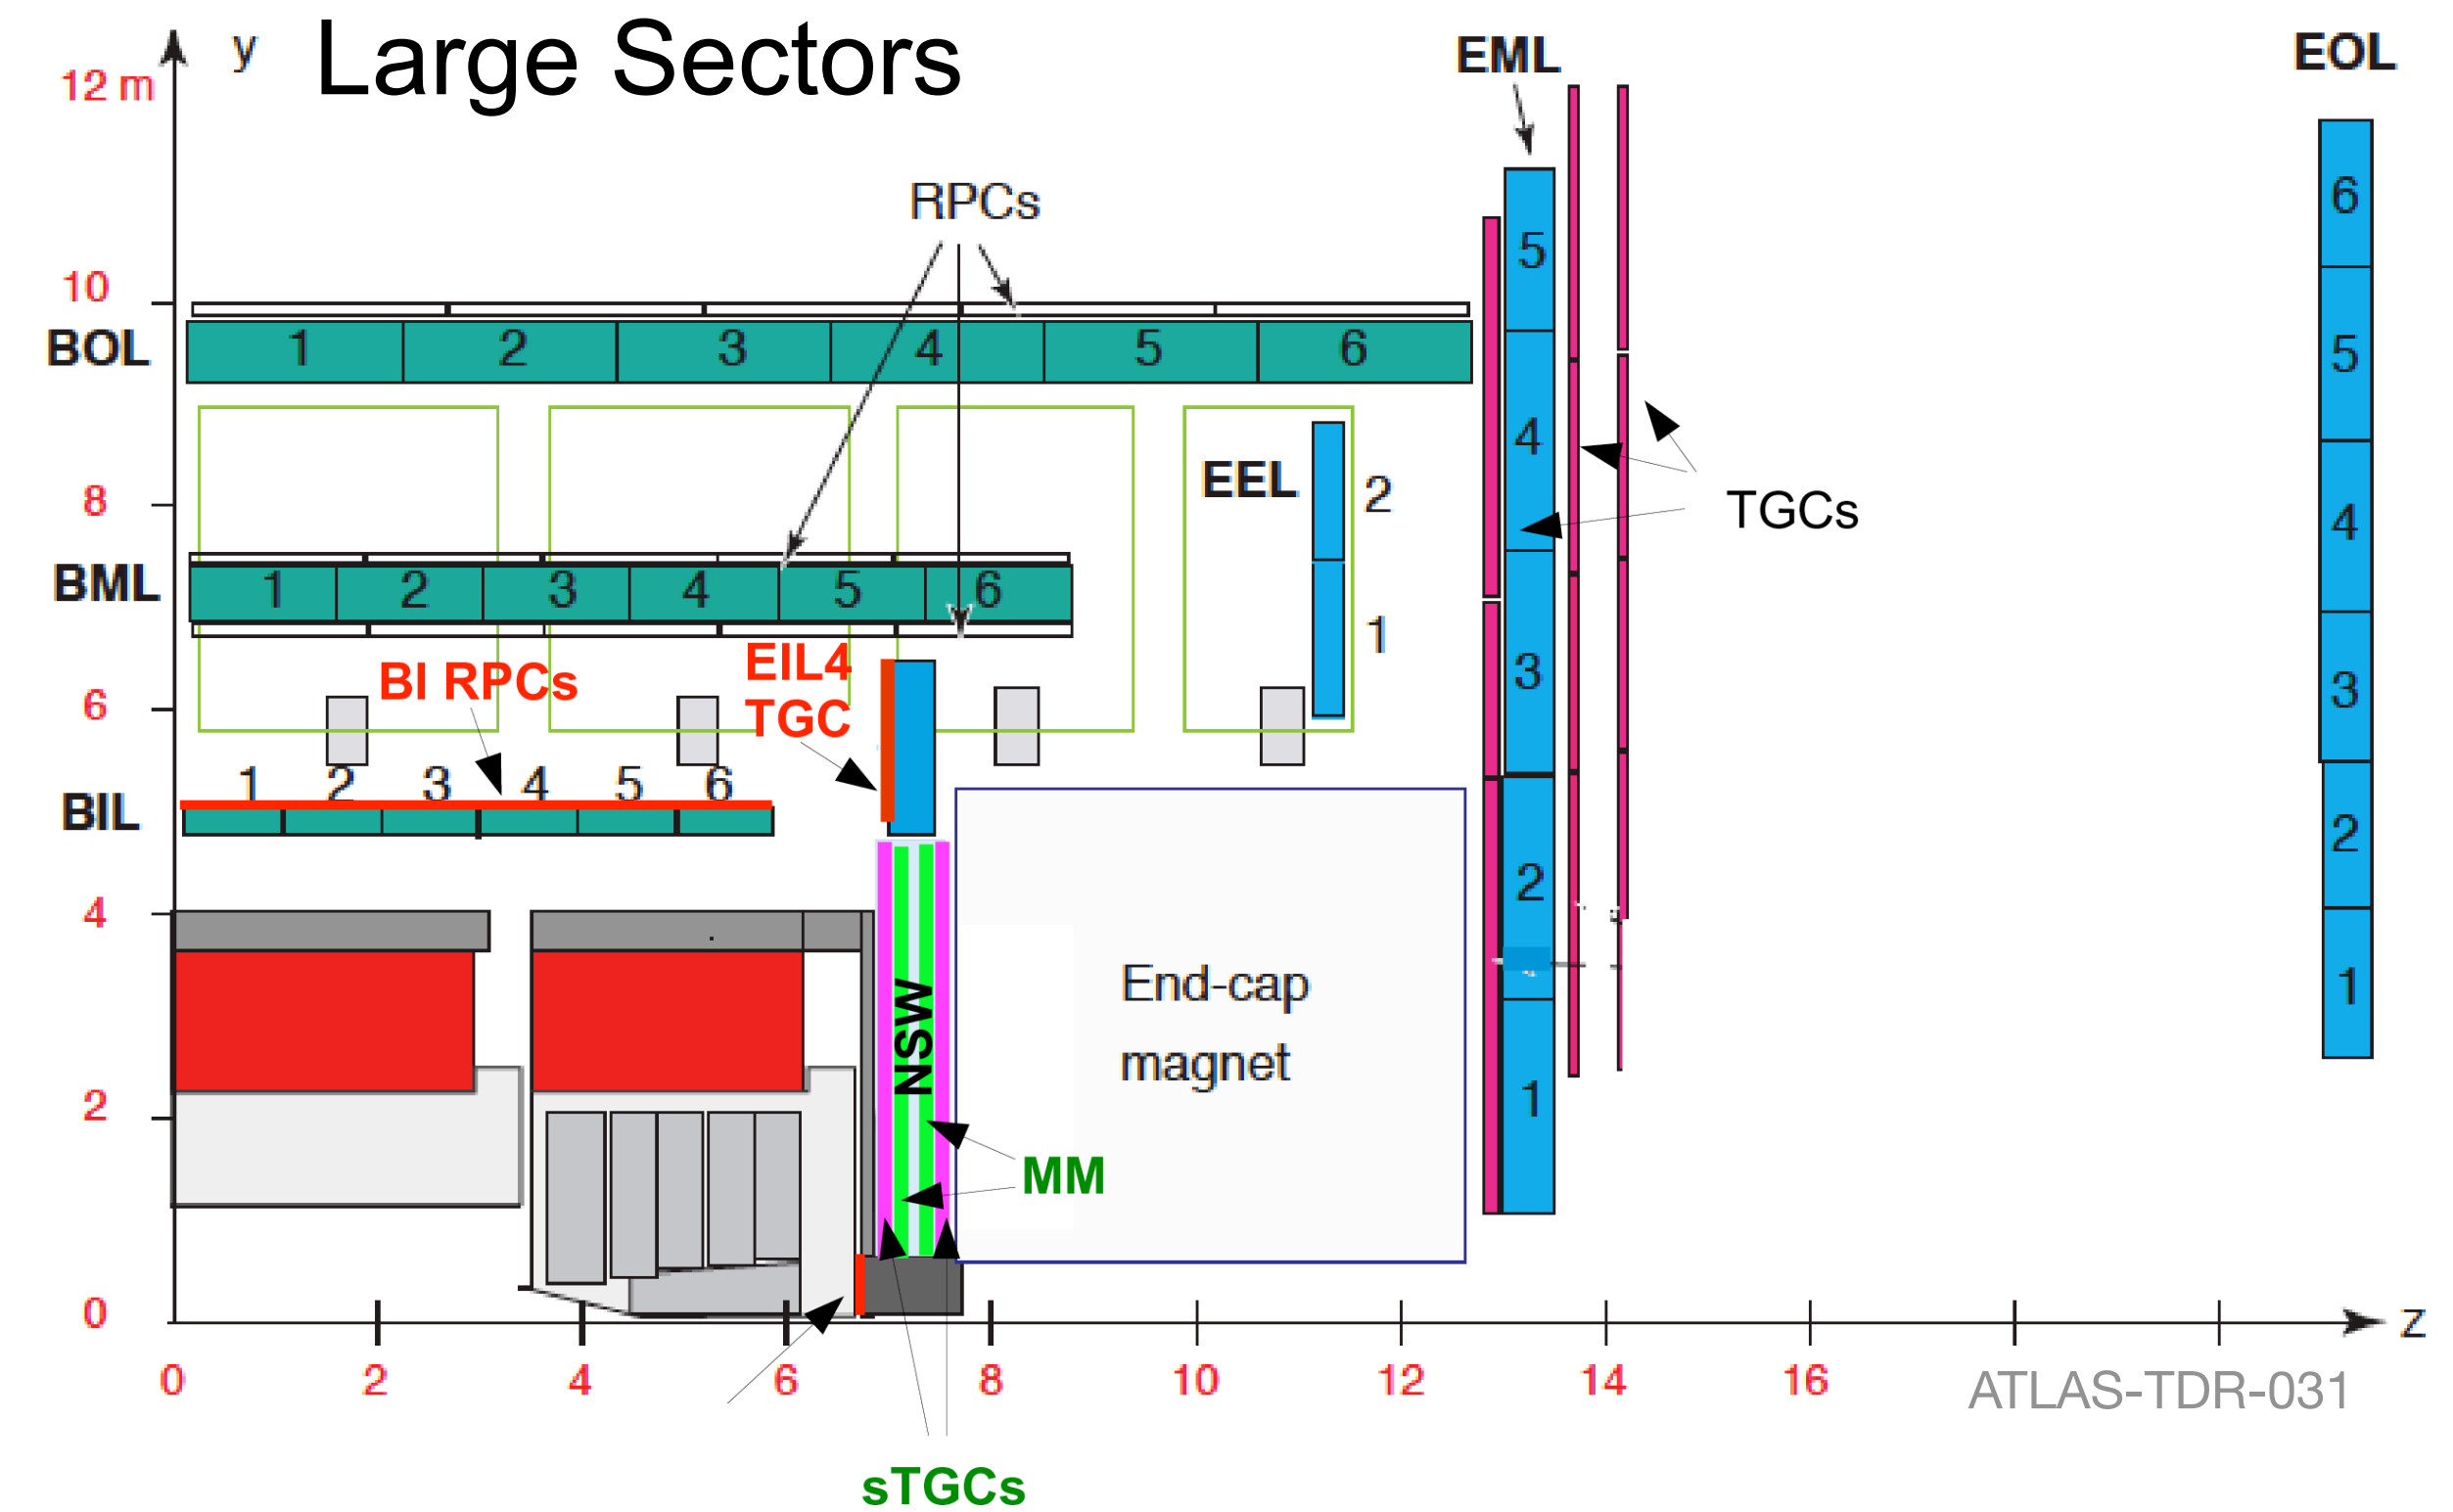 y
Large Sectors
EML
EOL
12 m
RPCs
10
BOL
1 2 3 4 5 6
5
6
5
4
EEL
2
1
8
TGCs
4
BML
1 2 3 4 5 6
3
3
BI RPCs
EIL4
TGC
6
1 2 3 4 5 6
BIL
2
2
4
NSW
End-cap
magnet
1
1
2
MM
0
z
0 2 4 6 8 10 12 14 16
ATLAS-TDR-031
sTGCs